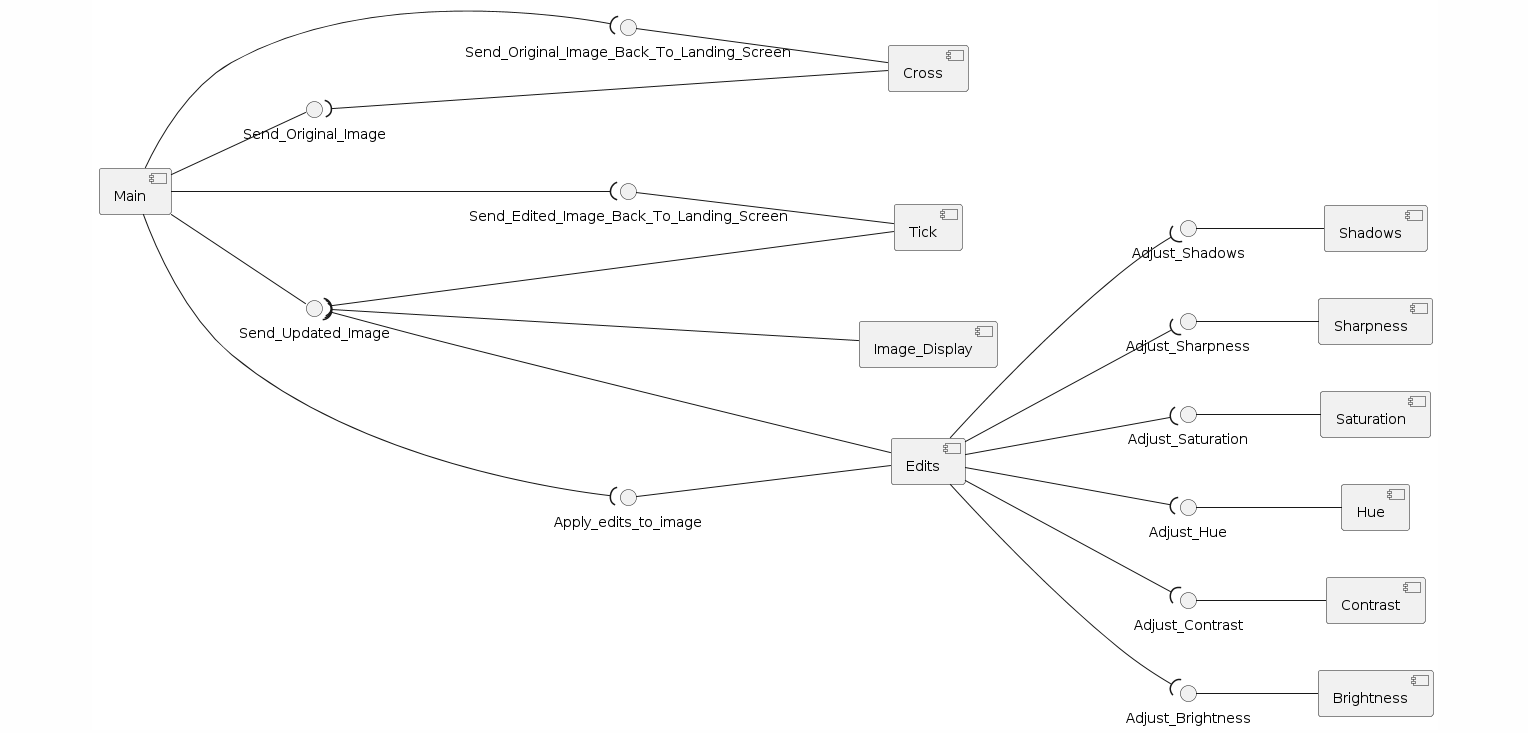 Send_Original_Image_Back_To_Landing_Screen
Cross
Send_Original_Image
Main
Send_Edited_Image_Back_To_Landing_Screen
Tick
Shadows
Adjust_Shadows
Send_Updated_Image
Sharpness
Adjust_Sharpness
Image_Display
Saturation
Adjust_Saturation
Edits
Hue
Apply_edits_to_image
Adjust_Hue
Contrast
Adjust_Contrast
Brightness
Adjust_Brightness